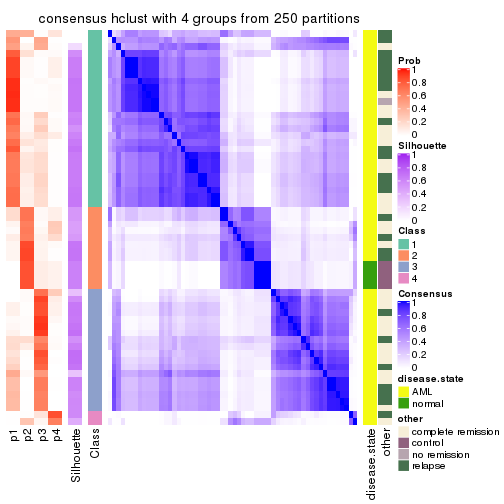 consensus hclust with 4 groups from 250 partitions
Prob
1
0.8
0.6
0.4
0.2
0
Silhouette
1
0.8
0.6
0.4
0.2
0
Class
1
2
3
4
Consensus
1
0.8
0.6
0.4
0.2
0
disease.state
AML
normal
other
complete remission
control
no remission
relapse
p1
p2
p3
p4
Silhouette
Class
disease.state
other